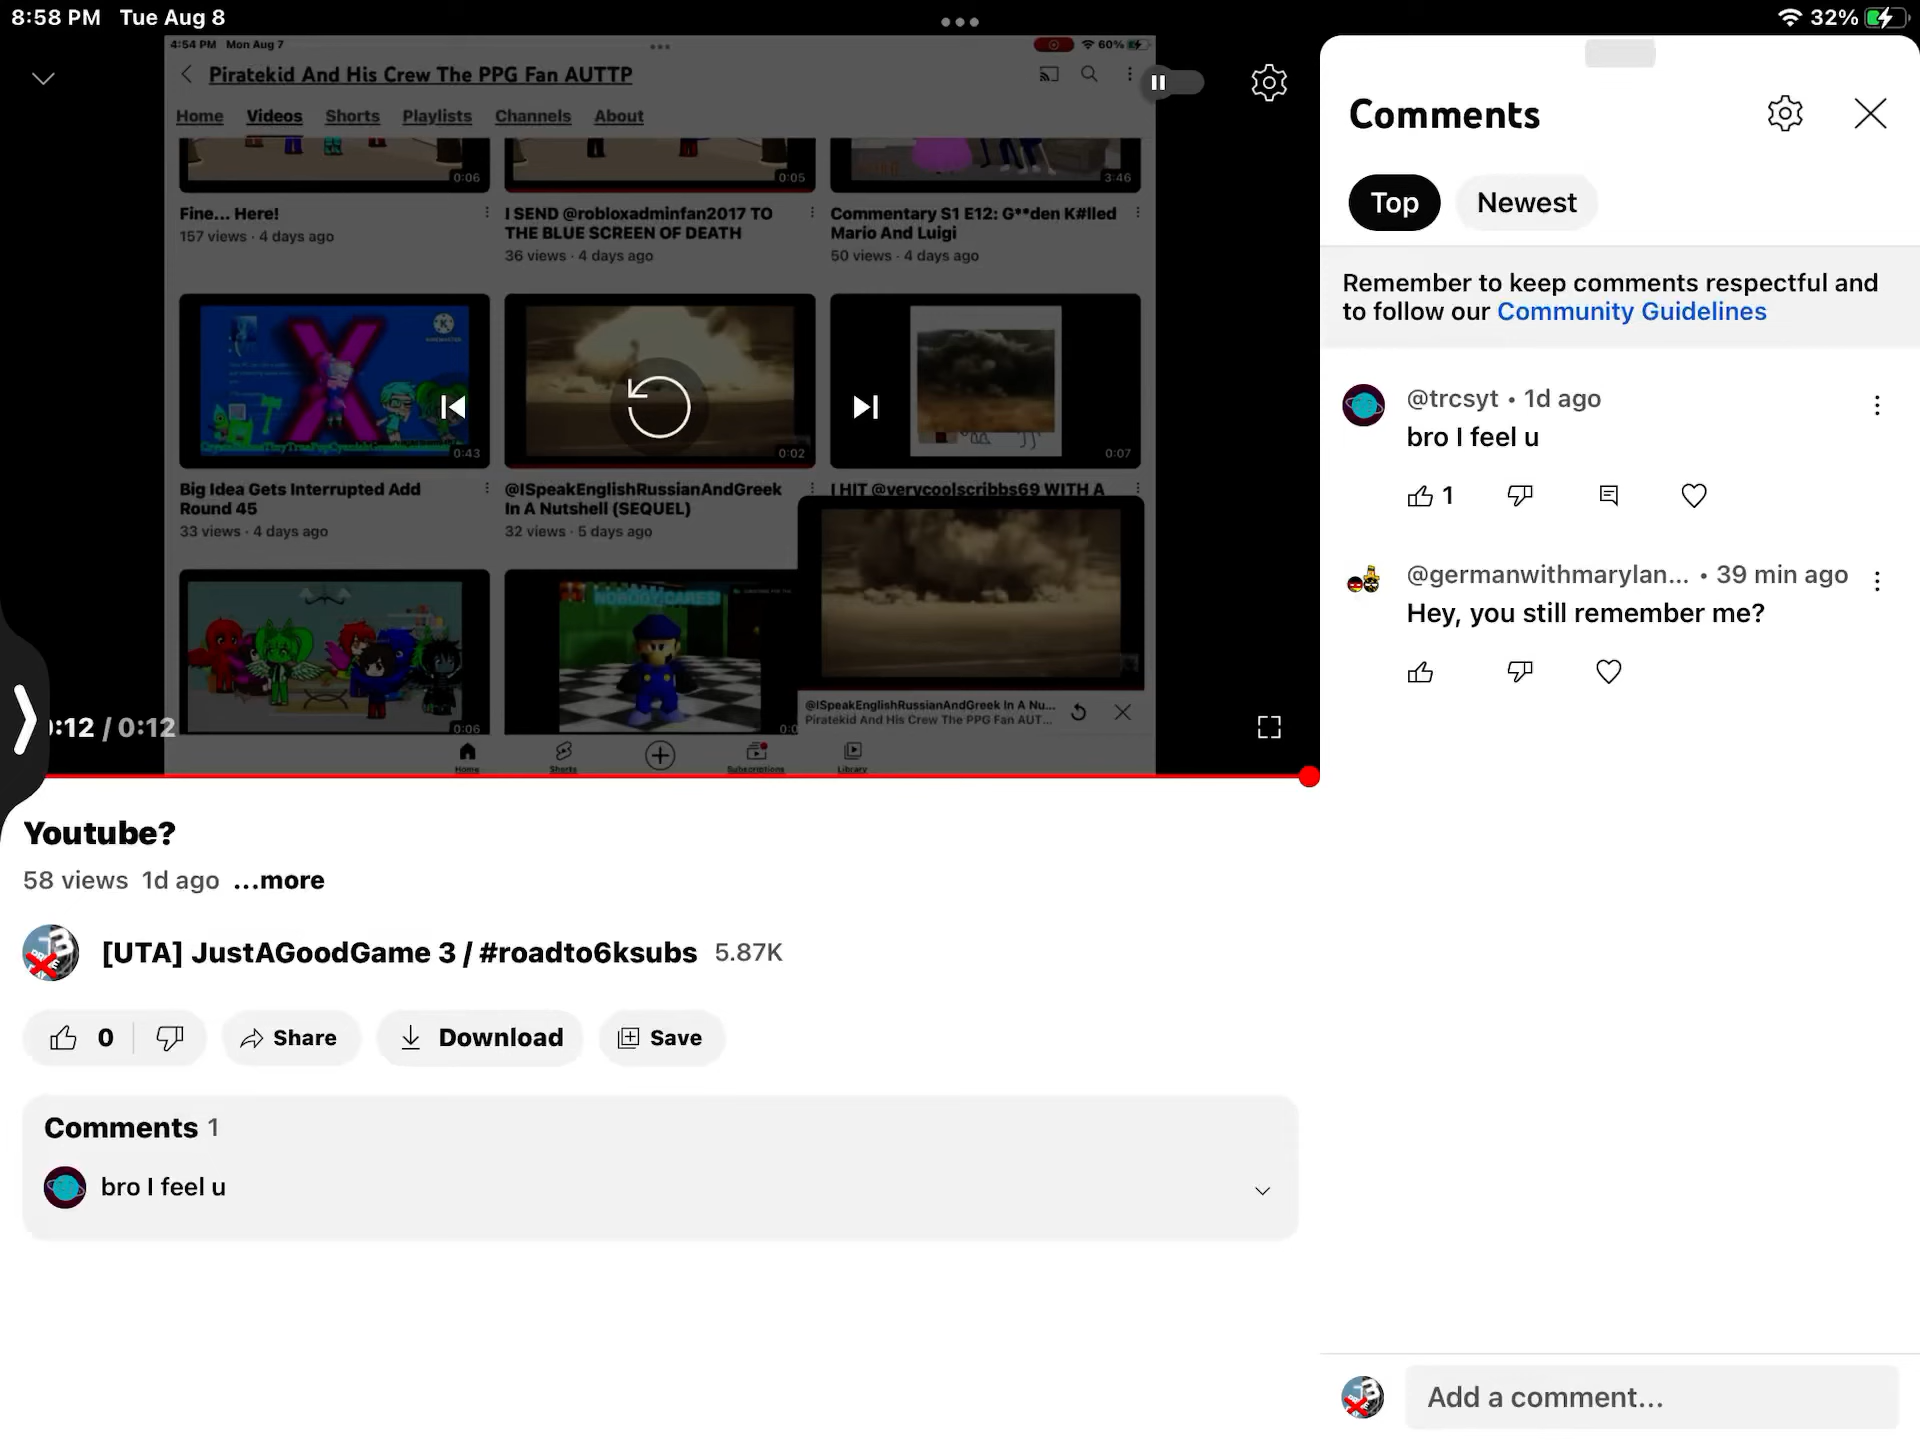 8:58 PM Tue Aug 8
32%
4:54 PM Mon Aug 7
60%
Piratekid And His Crew The PPG Fan AUTTP
Home Videos Shorts Playlists Channels About
0:06
0:05
3:46
Fine... Here!
157 views · 4 days ago
I SEND @robloxadminfan2017 TO
THE BLUE SCREEN OF DEATH
36 views · 4 days ago
Commentary S1 E12: G**den K#lled
Mario And Luigi
50 views · 4 days ago
0:43
0:02
0:07
Big Idea Gets Interrupted Add
Round 45
33 views · 4 days ago
@ISpeakEnglishRussianAndGreek
In A Nutshell (SEQUEL)
32 views · 5 days ago
I HIT @verycoolscribbs69 WITH A
NOBODY CARES!
0:06
@ISpeakEnglishRussianAndGreek In A Nu...
Piratekid And His Crew The PPG Fan AUT...
Home Shorts Subscriptions Library
:12 / 0:12
Youtube?
58 views 1d ago ...more
[UTA] JustAGoodGame 3 / #roadto6ksubs 5.87K
0 Share Download Save
Comments 1
bro I feel u
Comments
Top Newest
Remember to keep comments respectful and
to follow our Community Guidelines
@trcsyt • 1d ago
bro I feel u
1
@germanwithmarylan... • 39 min ago
Hey, you still remember me?
Add a comment...